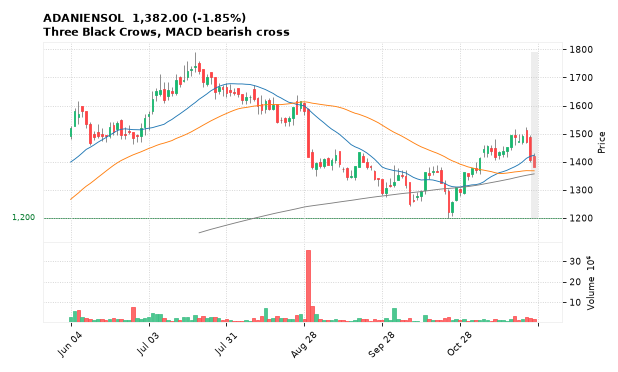 ADANIENSOL 1,382.00 (-1.85%)
Three Black Crows, MACD bearish cross
1800
1700
1600
1500
1400
1300
1200
Price
1,200
30
20
10
Volume 10^6
Jun 04
Jul 03
Jul 31
Aug 28
Sep 28
Oct 28